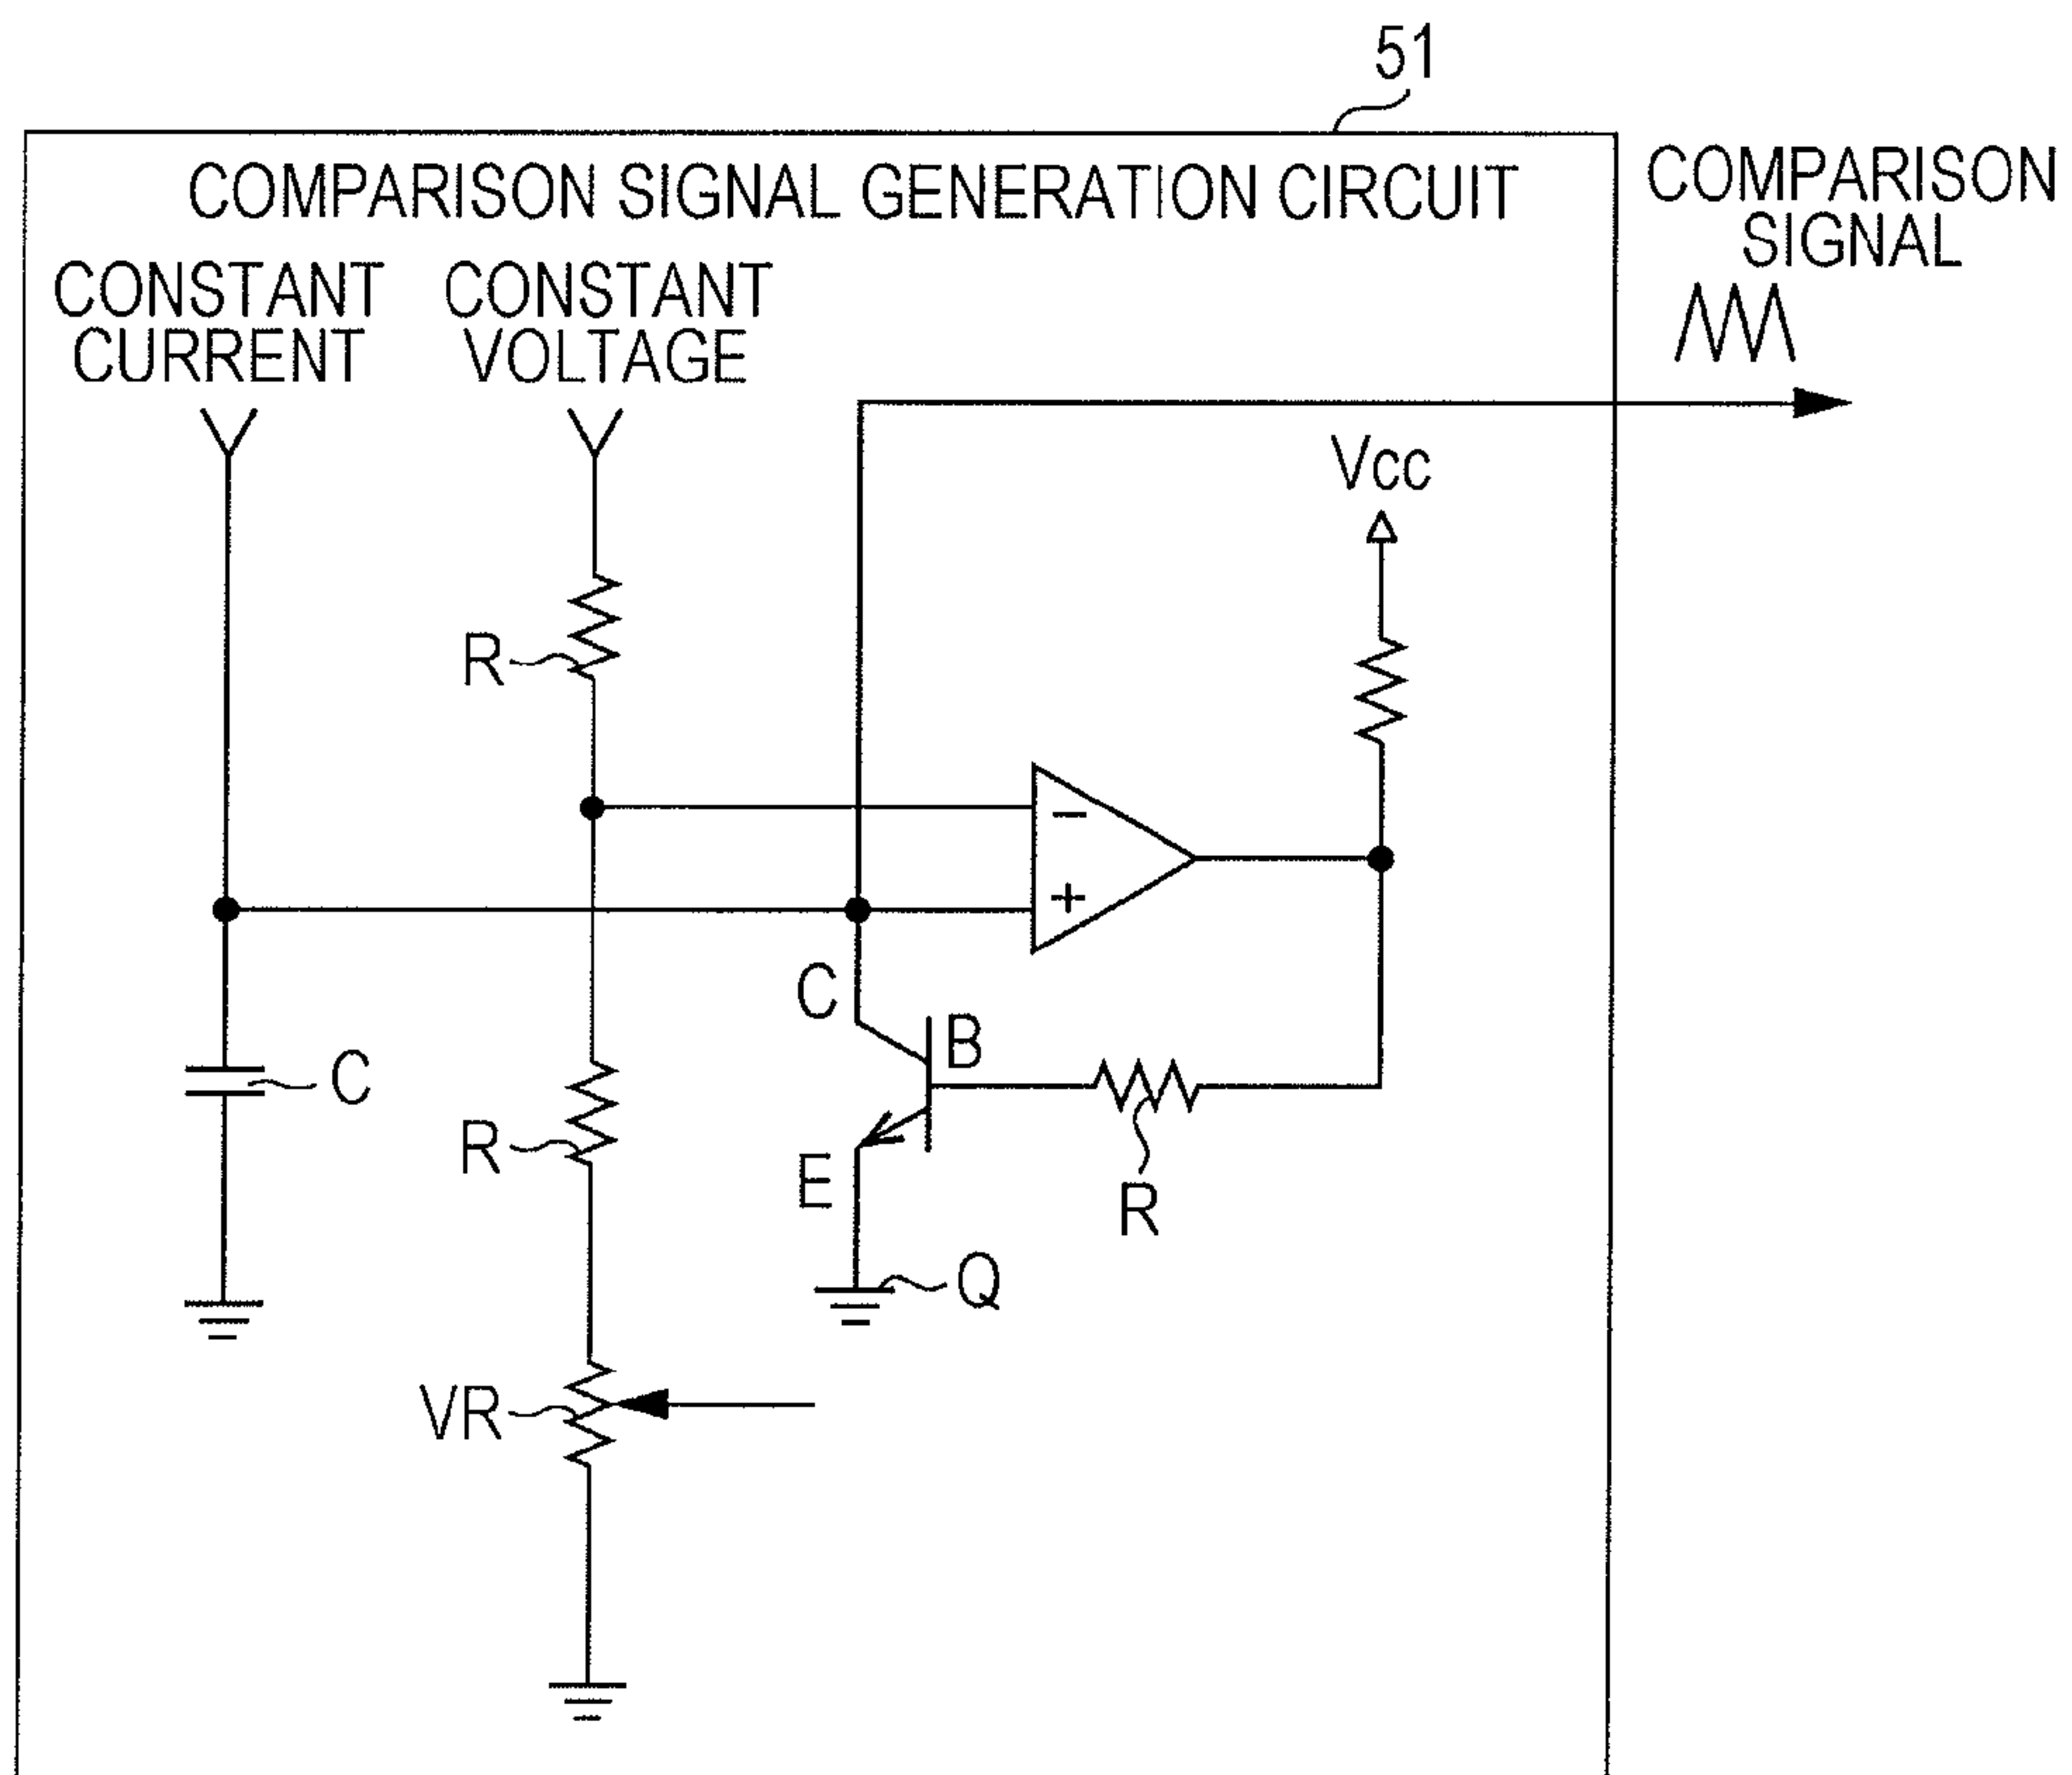 51
COMPARISON SIGNAL GENERATION CIRCUIT
COMPARISON
SIGNAL
CONSTANT
CURRENT
CONSTANT
VOLTAGE
Vcc
R
−
+
C
B
C
R
E
R
Q
VR